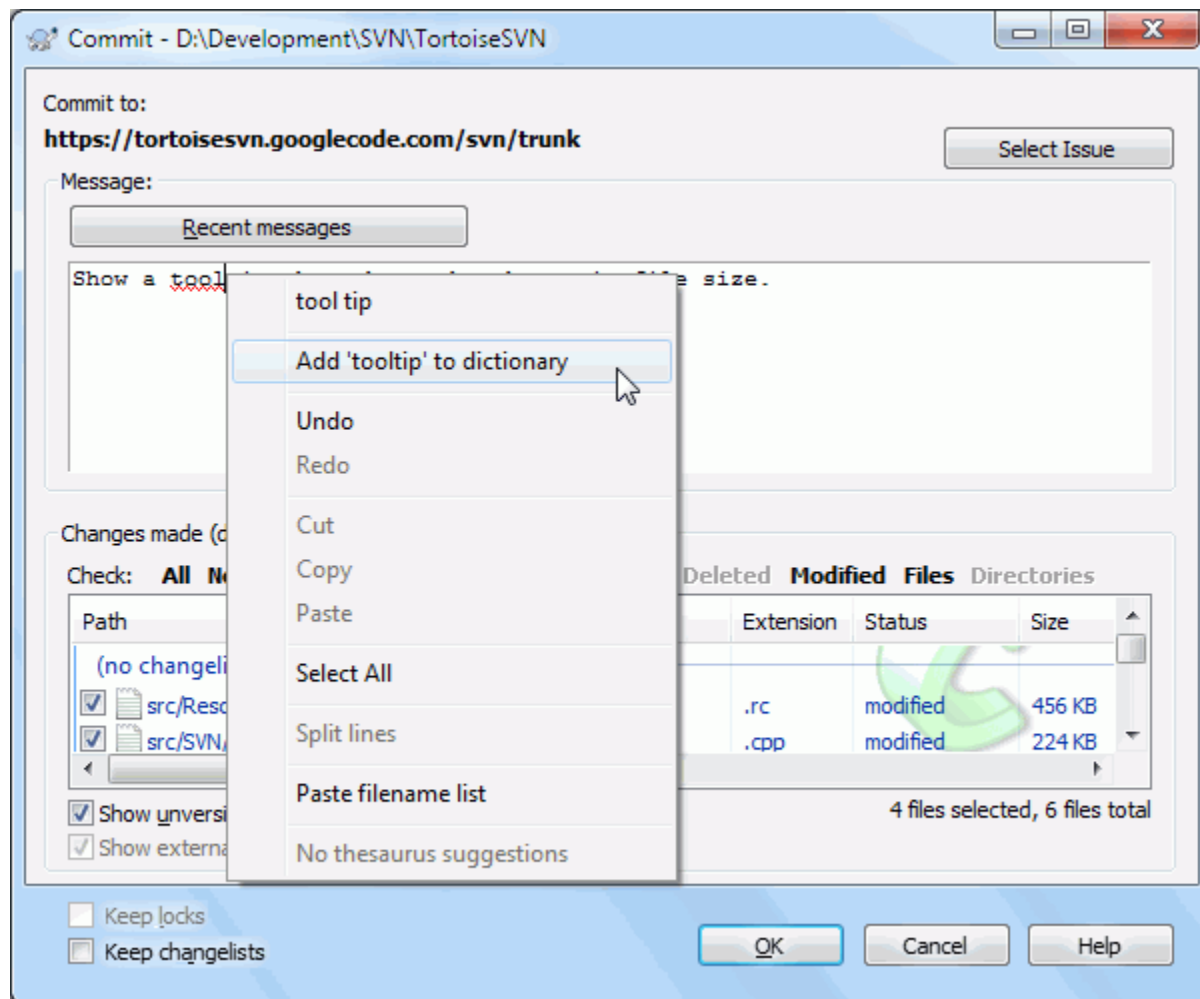 Commit - D:\Development\SVN\TortoiseSVN
Commit to:
https://tortoisesvn.googlecode.com/svn/trunk
Select Issue
Message:
Recent messages
Show a tool size.
tool tip
Add 'tooltip' to dictionary
Undo
Redo
Cut
Copy
Paste
Select All
Split lines
Paste filename list
No thesaurus suggestions
Changes made
Check: All Deleted Modified Files Directories
Path Extension Status Size
(no changeli
src/Reso .rc modified 456 KB
src/SVN/ .cpp modified 224 KB
Show unversi 4 files selected, 6 files total
Show externa
Keep locks
Keep changelists
OK Cancel Help